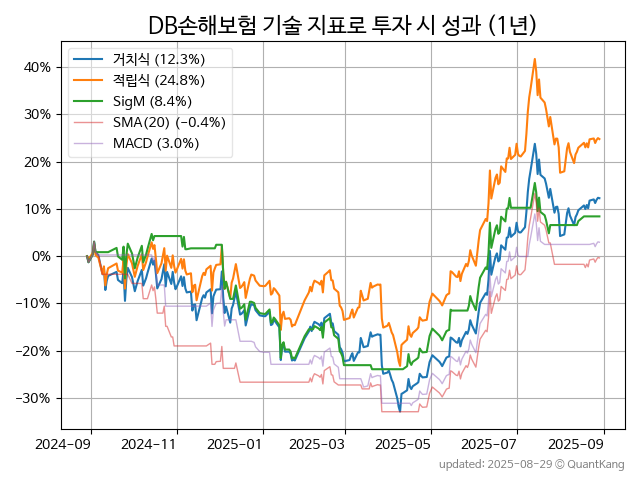 DB손해보험 기술 지표로 투자 시 성과 (1년)
거치식 (12.3%)
적립식 (24.8%)
SigM (8.4%)
SMA(20) (−0.4%)
MACD (3.0%)
40%
30%
20%
10%
0%
−10%
−20%
−30%
2024-09 2024-11 2025-01 2025-03 2025-05 2025-07 2025-09
updated: 2025-08-29 © QuantKang